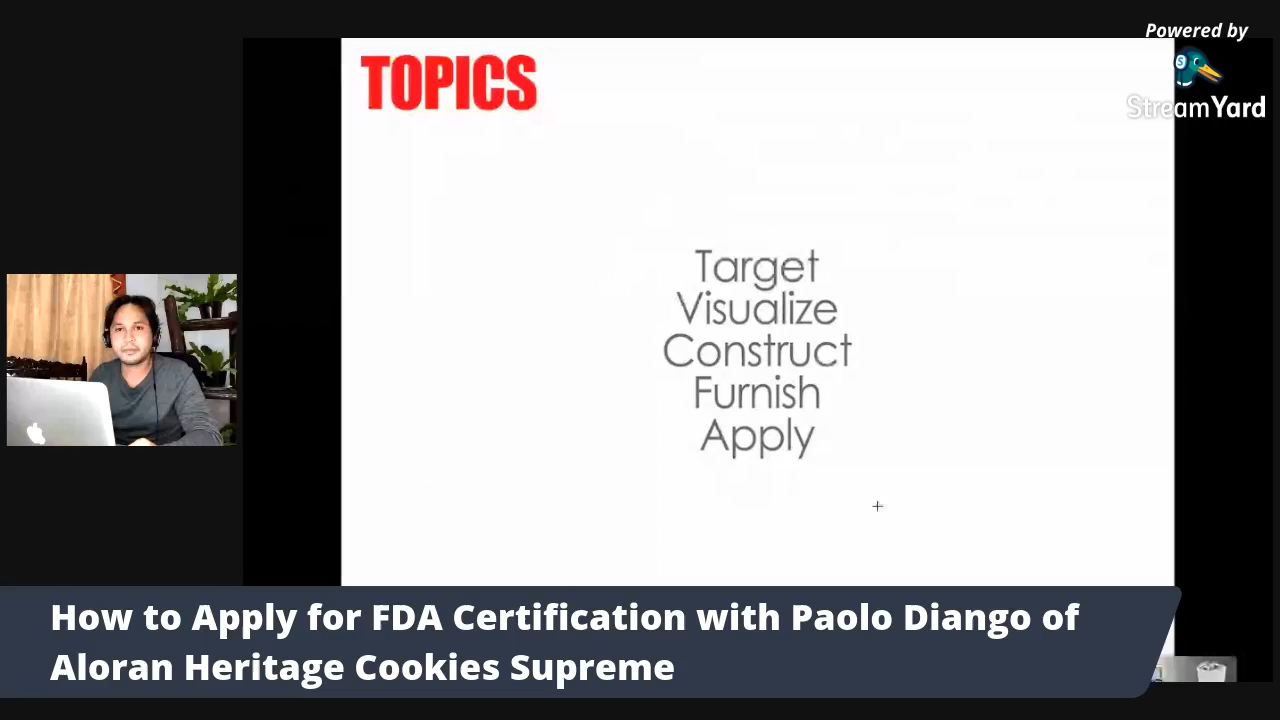 Powered by
StreamYard
TOPICS
Target
Visualize
Construct
Furnish
Apply
How to Apply for FDA Certification with Paolo Diango of
Aloran Heritage Cookies Supreme